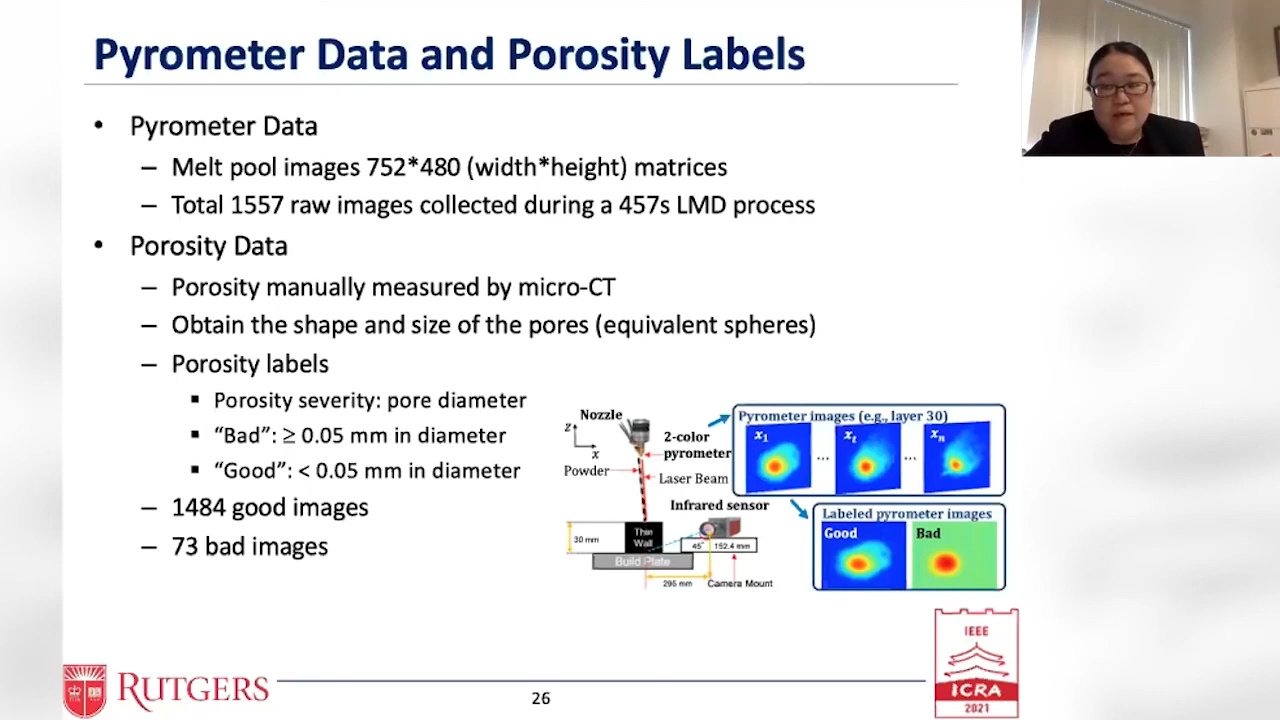 Pyrometer Data and Porosity Labels
• Pyrometer Data
– Melt pool images 752*480 (width*height) matrices
– Total 1557 raw images collected during a 457s LMD process
• Porosity Data
– Porosity manually measured by micro-CT
– Obtain the shape and size of the pores (equivalent spheres)
– Porosity labels
▪ Porosity severity: pore diameter
▪ “Bad”: ≥ 0.05 mm in diameter
▪ “Good”: < 0.05 mm in diameter
– 1484 good images
– 73 bad images
Nozzle
z
x
2-color
pyrometer
Powder
Laser Beam
Infrared sensor
30 mm
Thin
Wall
45°
152.4 mm
Build Plate
295 mm
Camera Mount
Pyrometer images (e.g., layer 30)
x1 ... xt ... xn
Labeled pyrometer images
Good
Bad
RUTGERS
26
IEEE
ICRA
2021